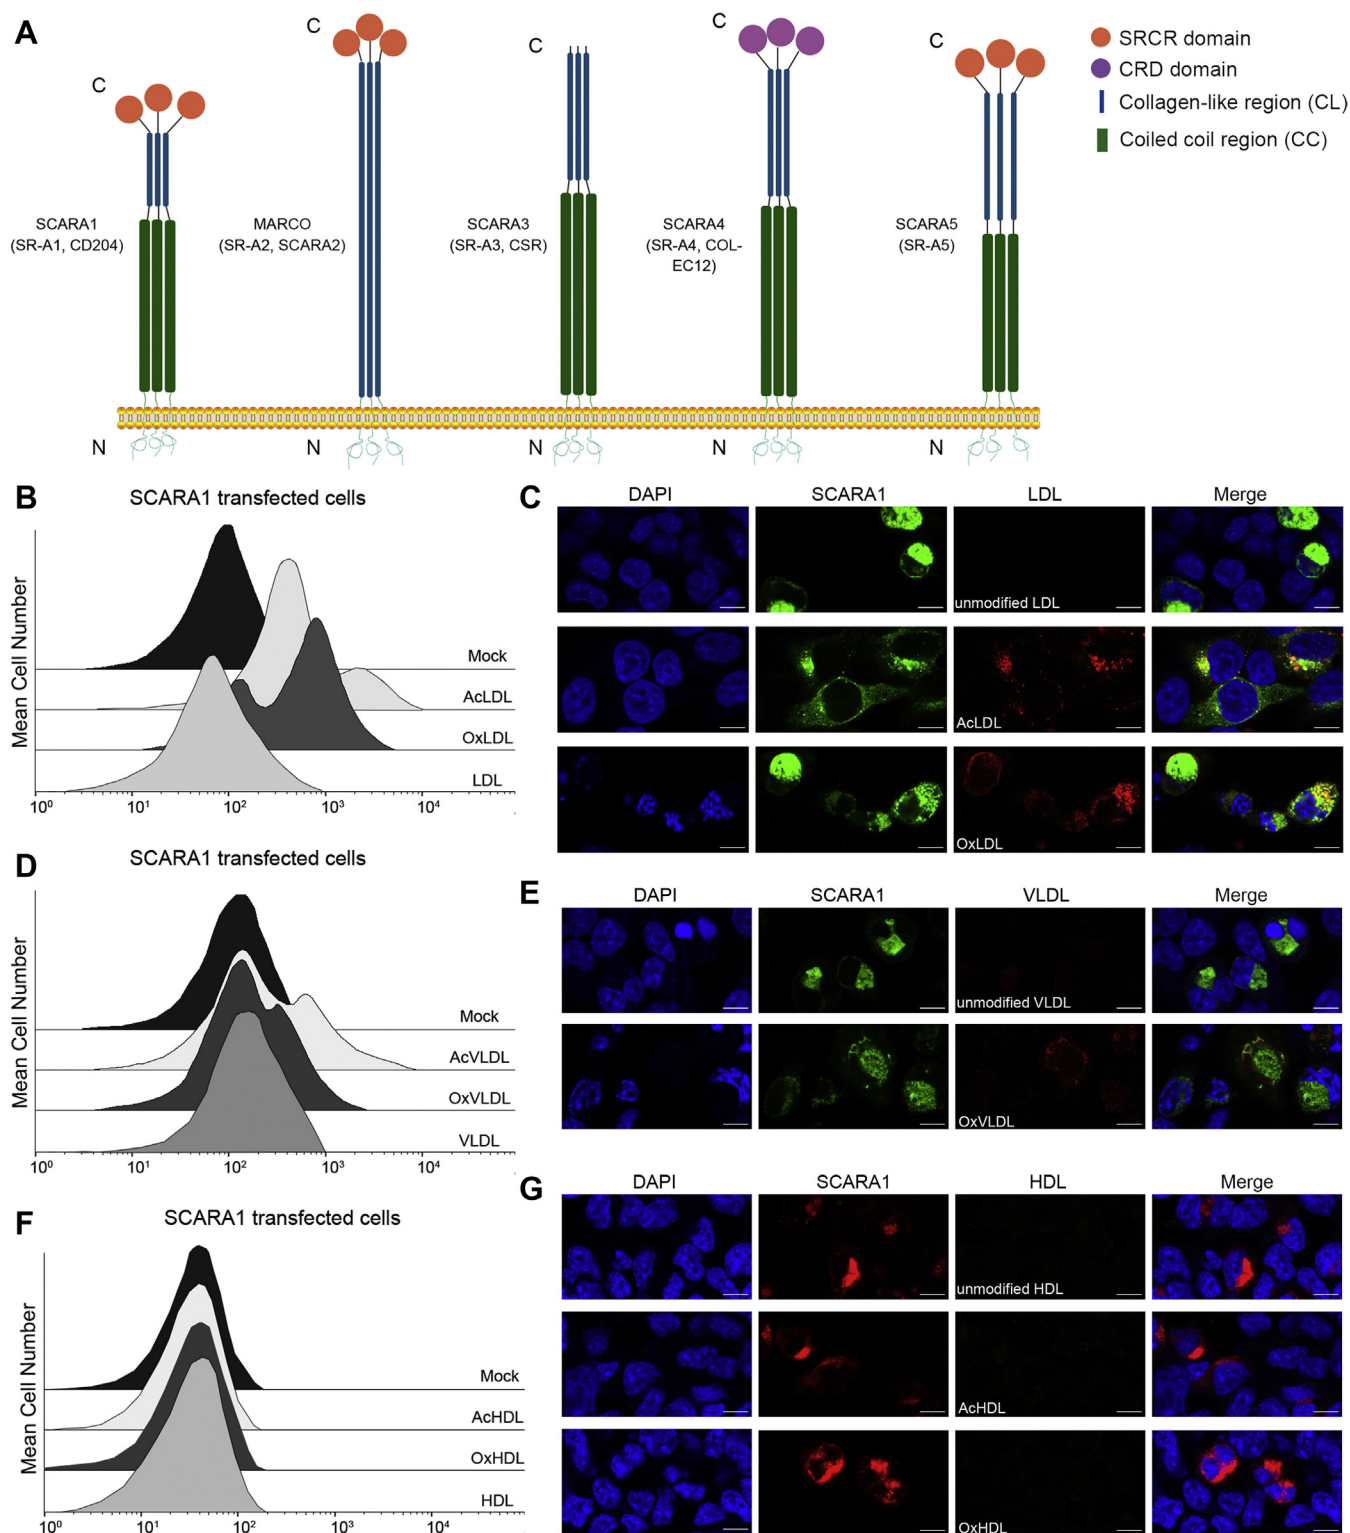 A
C
C
C
C
C
SRCR domain
CRD domain
Collagen-like region (CL)
Coiled coil region (CC)
SCARA1
(SR-A1, CD204)
MARCO
(SR-A2, SCARA2)
SCARA3
(SR-A3, CSR)
SCARA4
(SR-A4, COL-
EC12)
SCARA5
(SR-A5)
N
N
N
N
N
B
SCARA1 transfected cells
Mean Cell Number
Mock
AcLDL
OxLDL
LDL
10⁰ 10¹ 10² 10³ 10⁴
C
DAPI SCARA1 LDL Merge
unmodified LDL
AcLDL
OxLDL
D
SCARA1 transfected cells
Mean Cell Number
Mock
AcVLDL
OxVLDL
VLDL
10⁰ 10¹ 10² 10³ 10⁴
E
DAPI SCARA1 VLDL Merge
unmodified VLDL
OxVLDL
F
SCARA1 transfected cells
Mean Cell Number
Mock
AcHDL
OxHDL
HDL
10⁰ 10¹ 10² 10³ 10⁴
G
DAPI SCARA1 HDL Merge
unmodified HDL
AcHDL
OxHDL